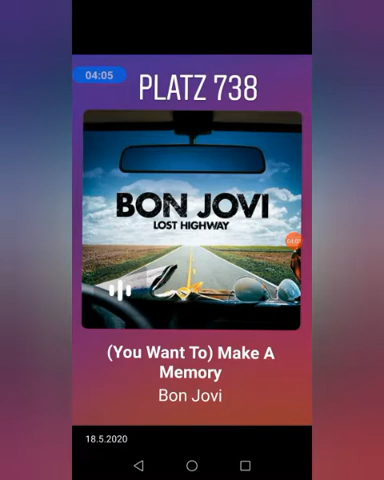 04:05
PLATZ 738
BON JOVI
LOST HIGHWAY
(You Want To) Make A
Memory
Bon Jovi
18.5.2020